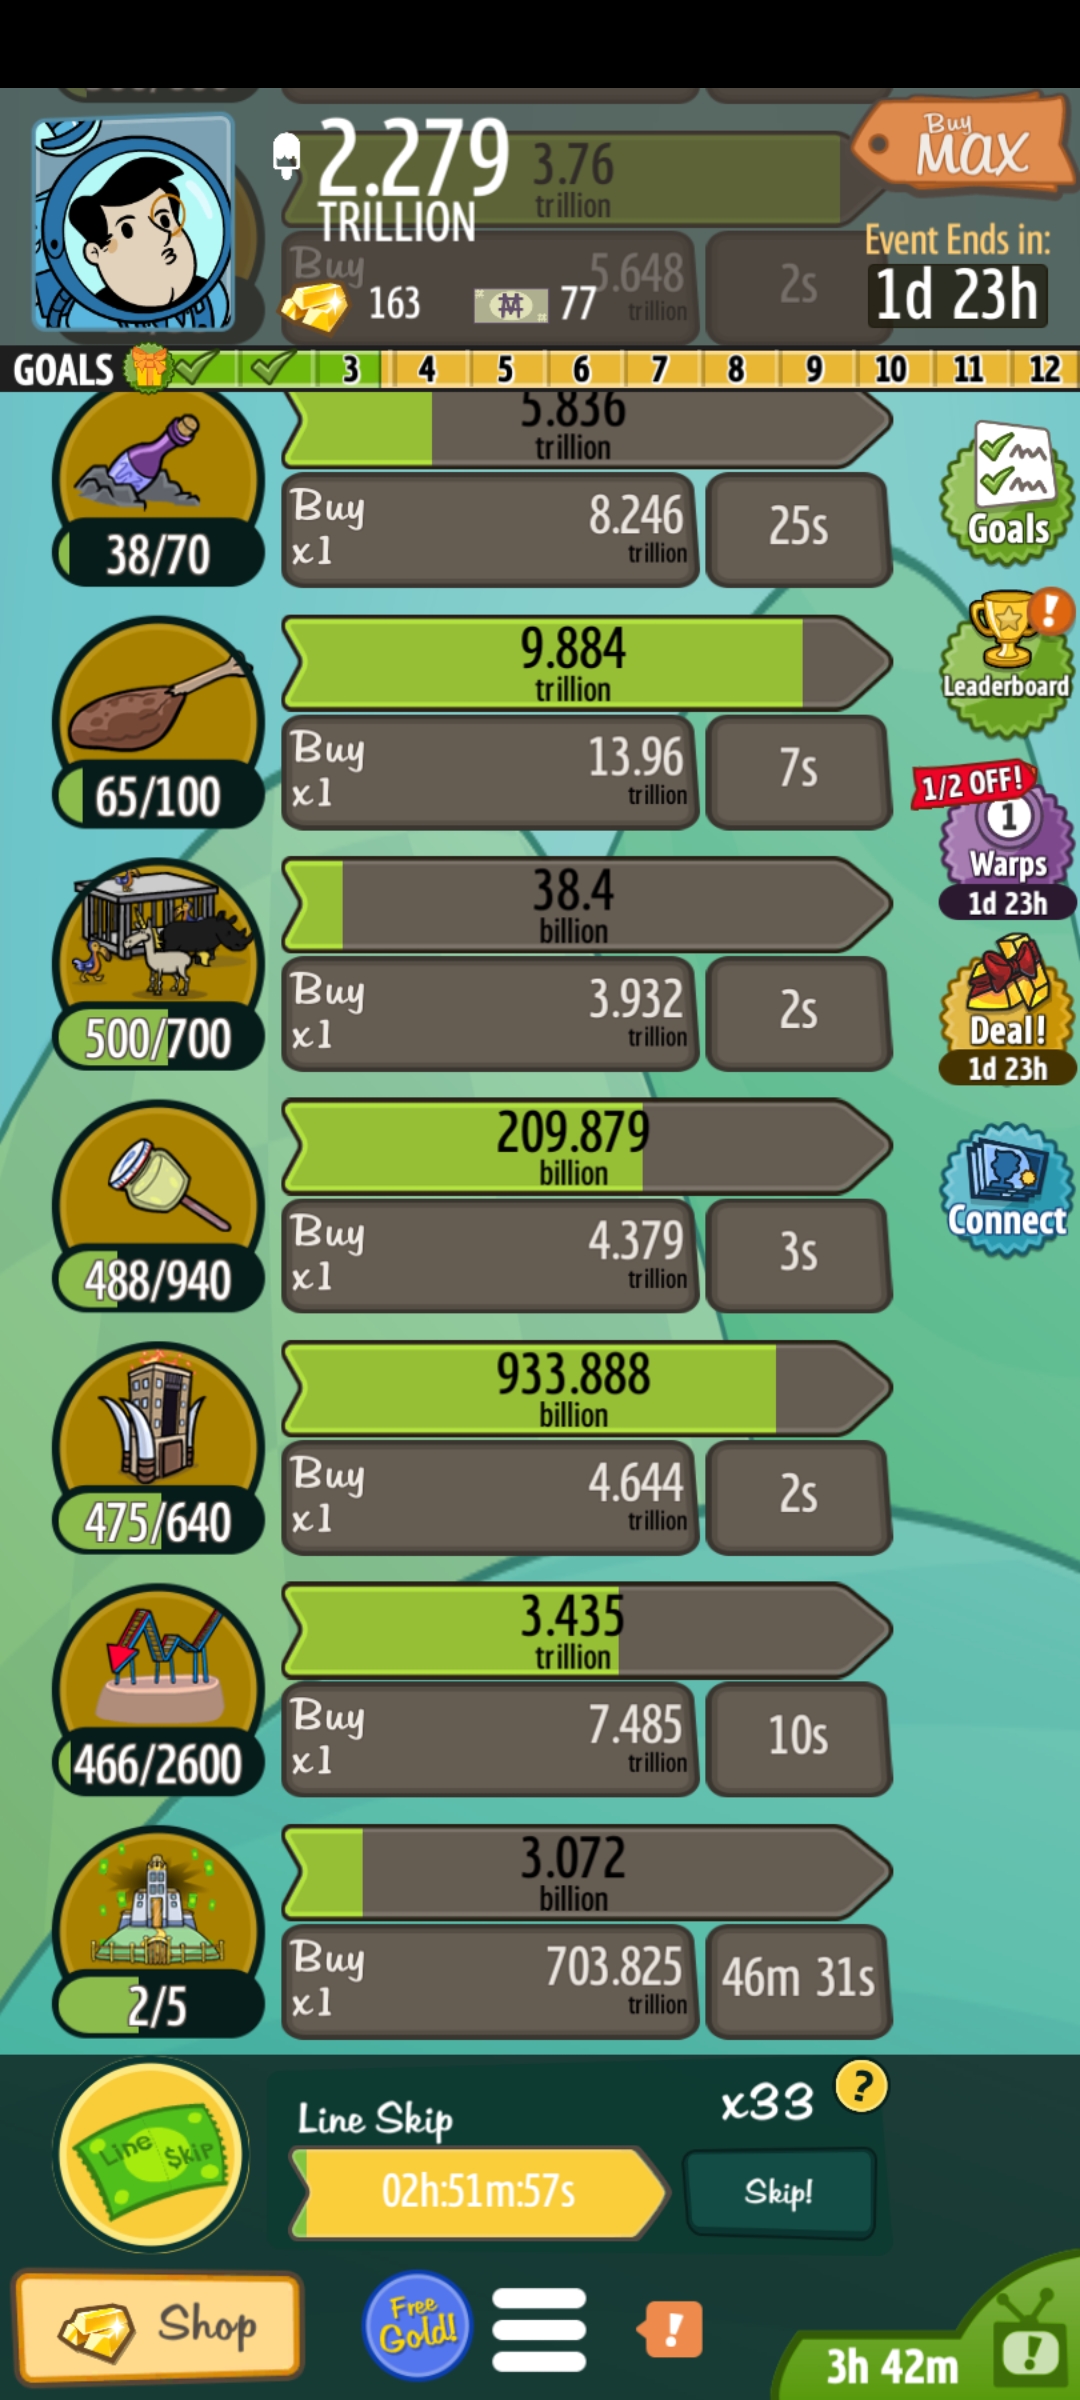 Buy
MAX
2.279
TRILLION
3.76
trillion
Buy
5.648
trillion
2s
163
77
Event Ends in:
1d 23h
GOALS
3
4
5
6
7
8
9
10
11
12
5.836
trillion
38/70
Buy
x1
8.246
trillion
25s
Goals
9.884
trillion
65/100
Buy
x1
13.96
trillion
7s
!
Leaderboard
1/2 OFF!
1
Warps
1d 23h
38.4
billion
500/700
Buy
x1
3.932
trillion
2s
Deal!
1d 23h
209.879
billion
488/940
Buy
x1
4.379
trillion
3s
Connect
933.888
billion
475/640
Buy
x1
4.644
trillion
2s
3.435
trillion
466/2600
Buy
x1
7.485
trillion
10s
3.072
billion
2/5
Buy
x1
703.825
trillion
46m 31s
Line $kip
Line Skip
x33
?
02h:51m:57s
Skip!
Shop
Free
Gold!
!
3h 42m
!